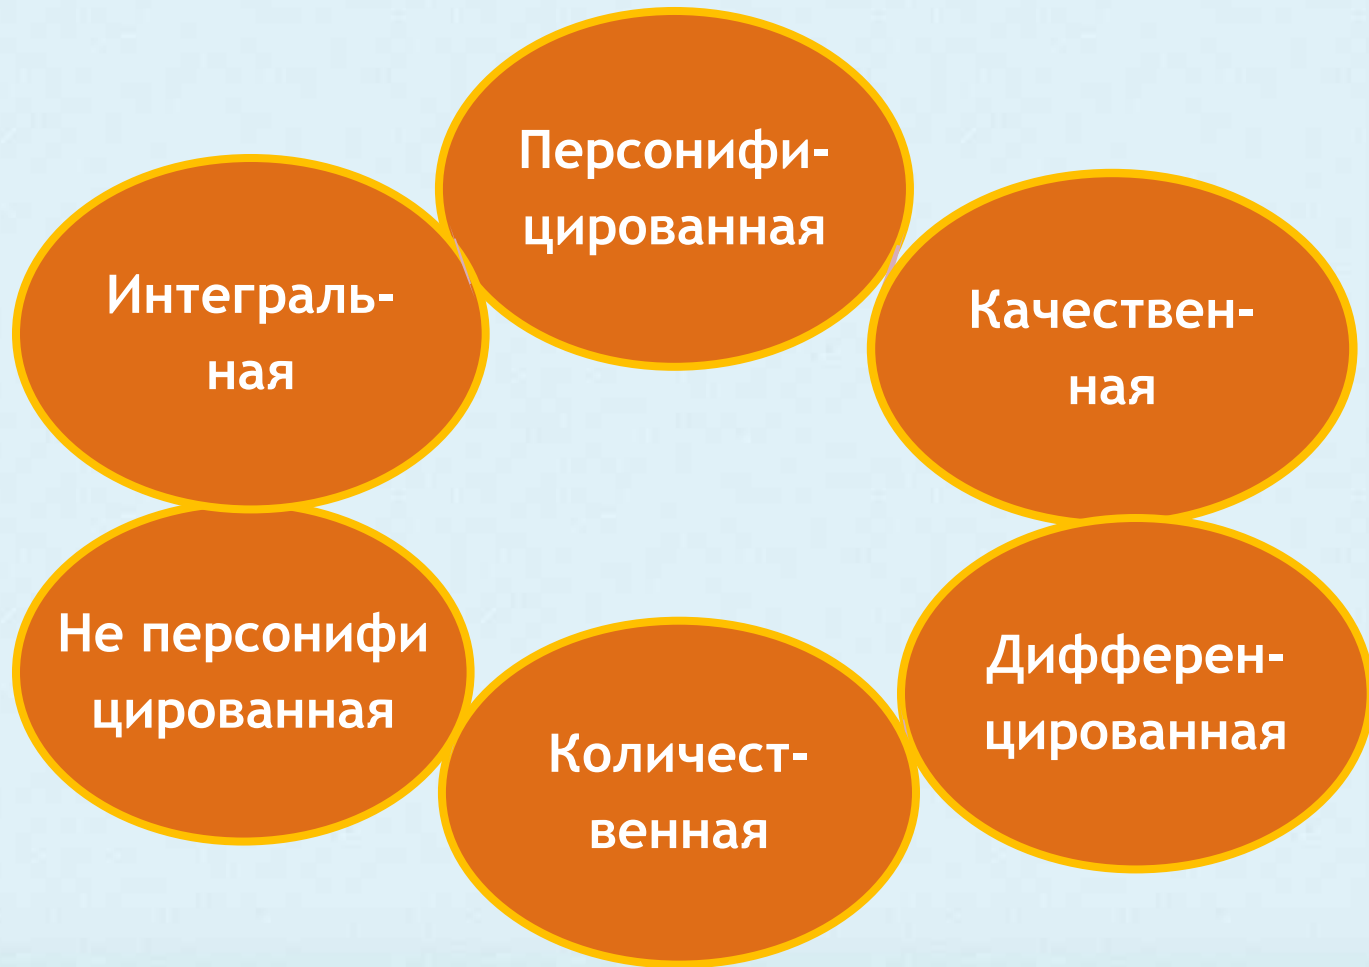 Персонифи-
цированная
Интеграль-
ная
Качествен-
ная
Не персонифи
цированная
Дифферен-
цированная
Количест-
венная